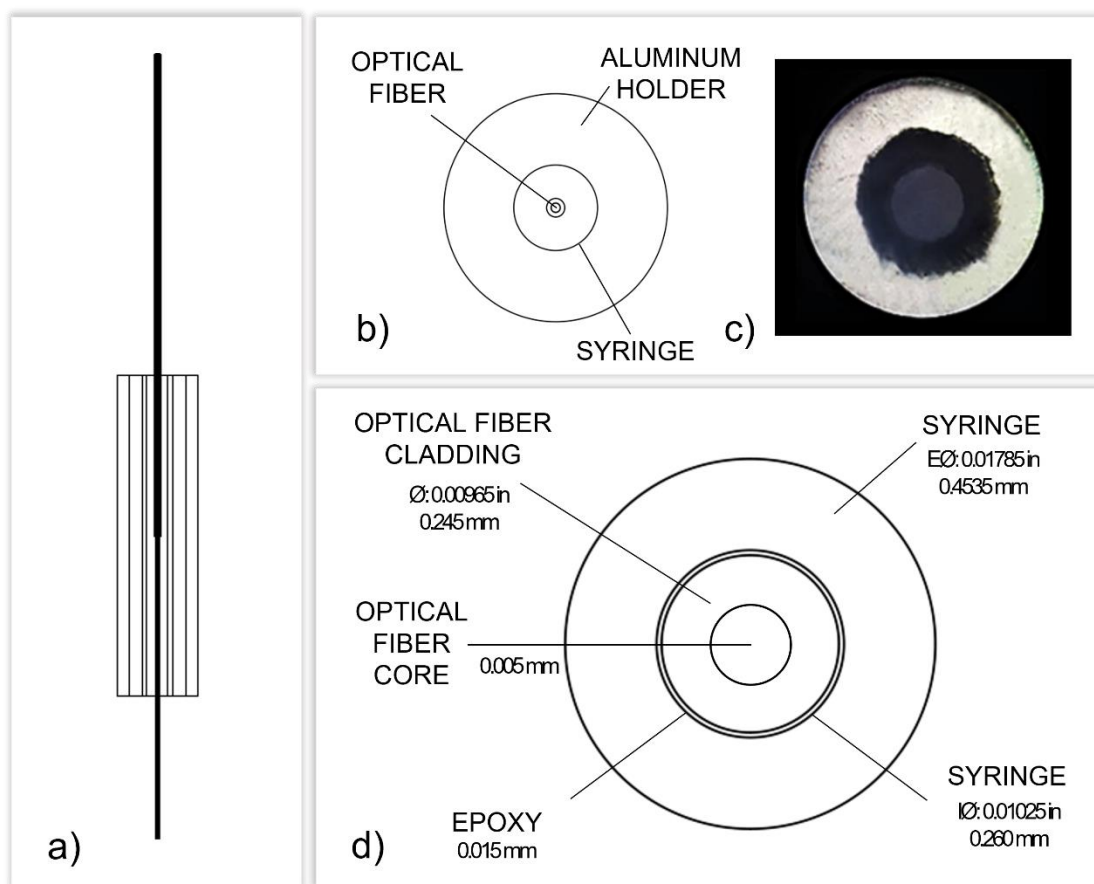 a)
OPTICAL
FIBER
ALUMINUM
HOLDER
SYRINGE
b)
c)
OPTICAL FIBER
CLADDING
Ø: 0.00965 in
0.245 mm
SYRINGE
EØ: 0.01785 in
0.4535 mm
OPTICAL
FIBER
CORE
0.005 mm
EPOXY
0.015 mm
SYRINGE
IØ: 0.01025 in
0.260 mm
d)